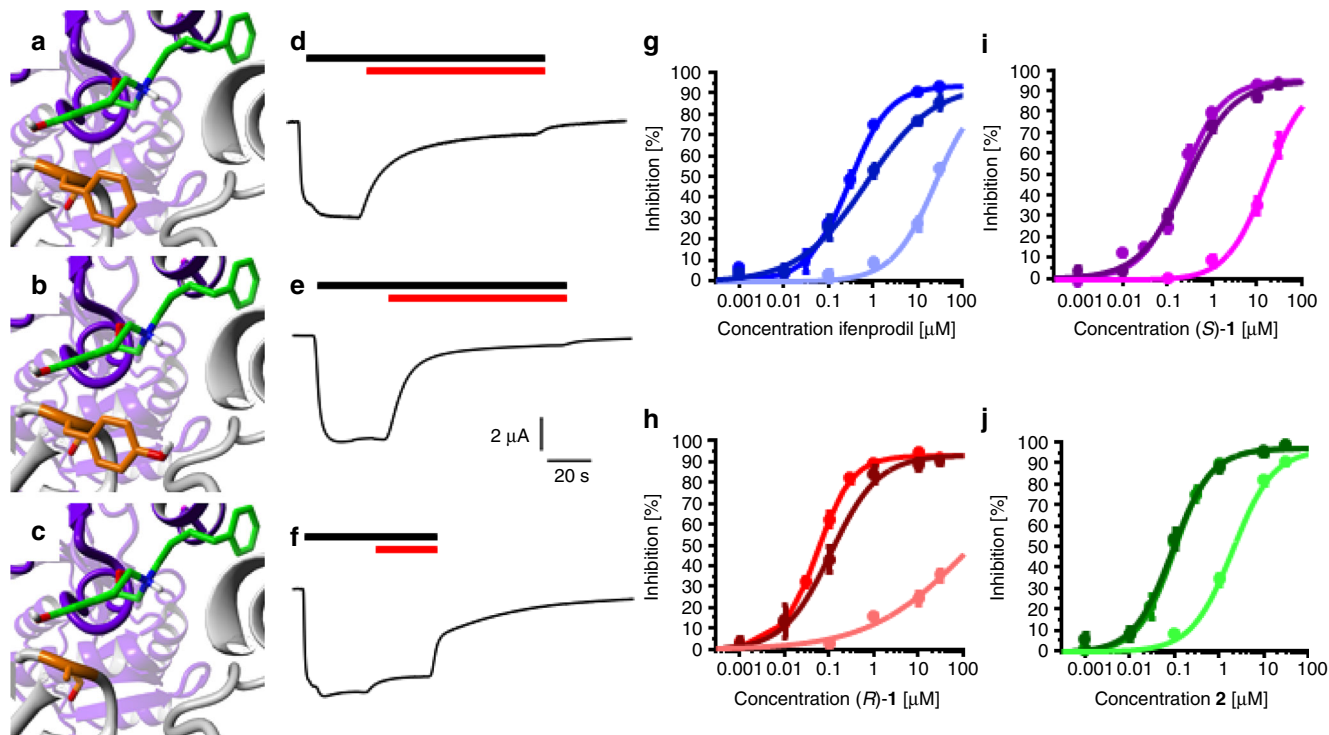 a
b
c
d
e
2 µA
20 s
f
g
Inhibition [%]
100
90
80
70
60
50
40
30
20
10
0
0.001 0.01 0.1 1 10 100
Concentration ifenprodil [µM]
h
Inhibition [%]
100
90
80
70
60
50
40
30
20
10
0
0.001 0.01 0.1 1 10 100
Concentration (R)-1 [µM]
i
Inhibition [%]
100
90
80
70
60
50
40
30
20
10
0
0.001 0.01 0.1 1 10 100
Concentration (S)-1 [µM]
j
Inhibition [%]
100
90
80
70
60
50
40
30
20
10
0
0.001 0.01 0.1 1 10 100
Concentration 2 [µM]